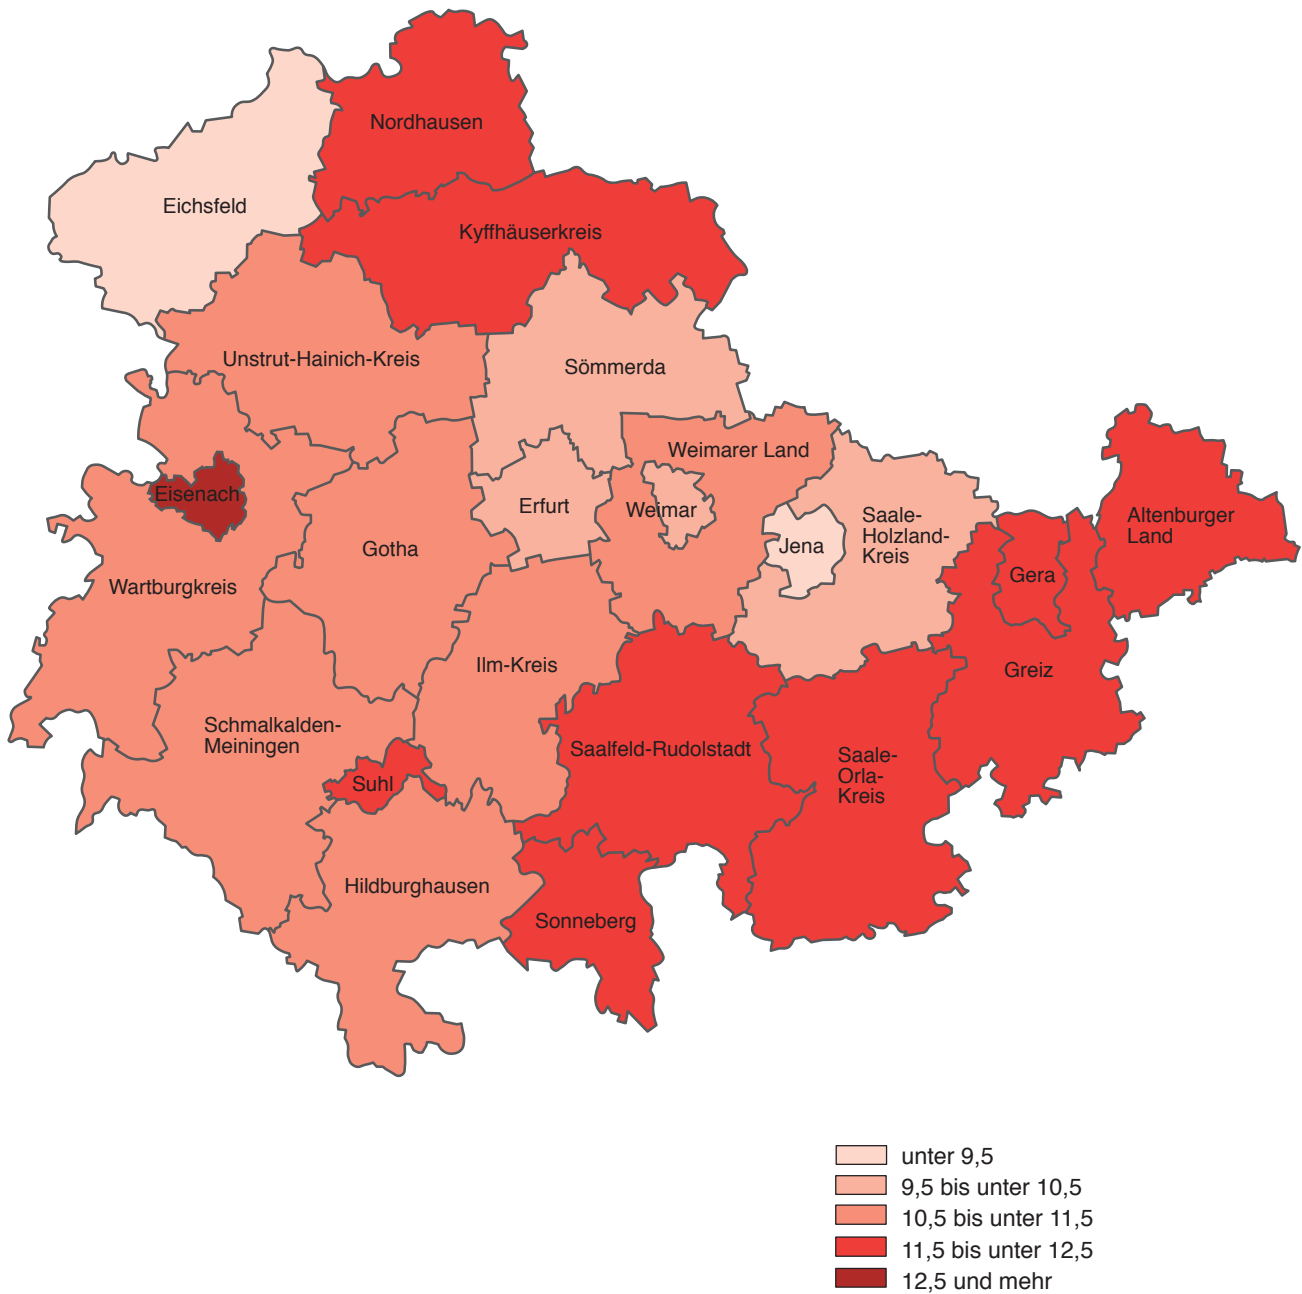 Nordhausen
Eichsfeld
Kyffhäuserkreis
Unstrut-Hainich-Kreis
Sömmerda
Weimarer Land
Eisenach
Erfurt
Weimar
Saale-
Holzland-
Kreis
Altenburger
Land
Jena
Gotha
Gera
Wartburgkreis
Ilm-Kreis
Greiz
Schmalkalden-
Meiningen
Saalfeld-Rudolstadt
Saale-
Orla-
Kreis
Suhl
Hildburghausen
Sonneberg
unter 9,5
9,5 bis unter 10,5
10,5 bis unter 11,5
11,5 bis unter 12,5
12,5 und mehr